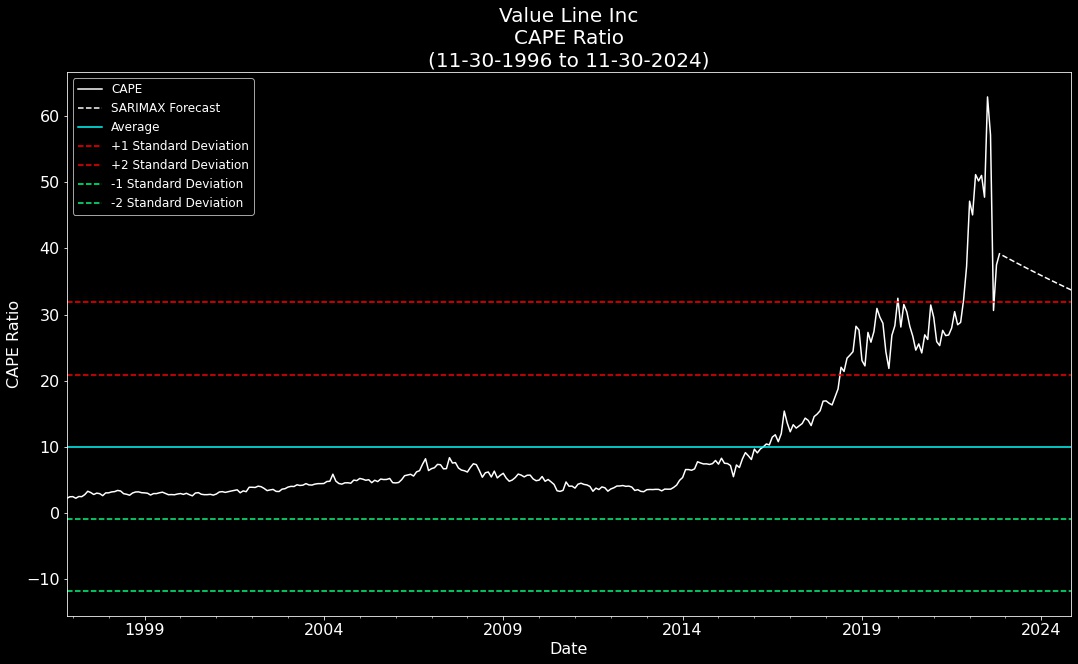 Value Line Inc
CAPE Ratio
(11-30-1996 to 11-30-2024)
CAPE
SARIMAX Forecast
Average
+1 Standard Deviation
+2 Standard Deviation
-1 Standard Deviation
-2 Standard Deviation
CAPE Ratio
60
50
40
30
20
10
0
−10
1999
2004
2009
2014
2019
2024
Date